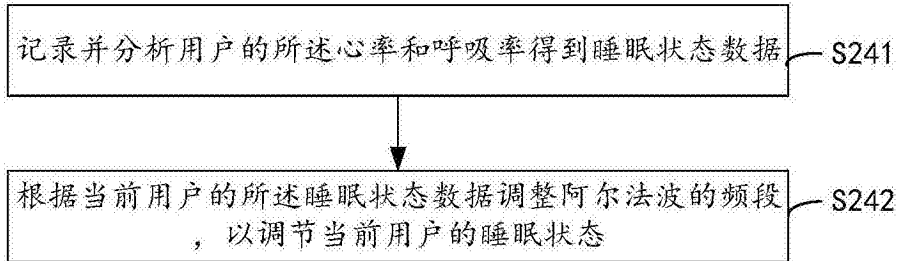 记录并分析用户的所述心率和呼吸率得到睡眠状态数据
S241
根据当前用户的所述睡眠状态数据调整阿尔法波的频段
，以调节当前用户的睡眠状态
S242